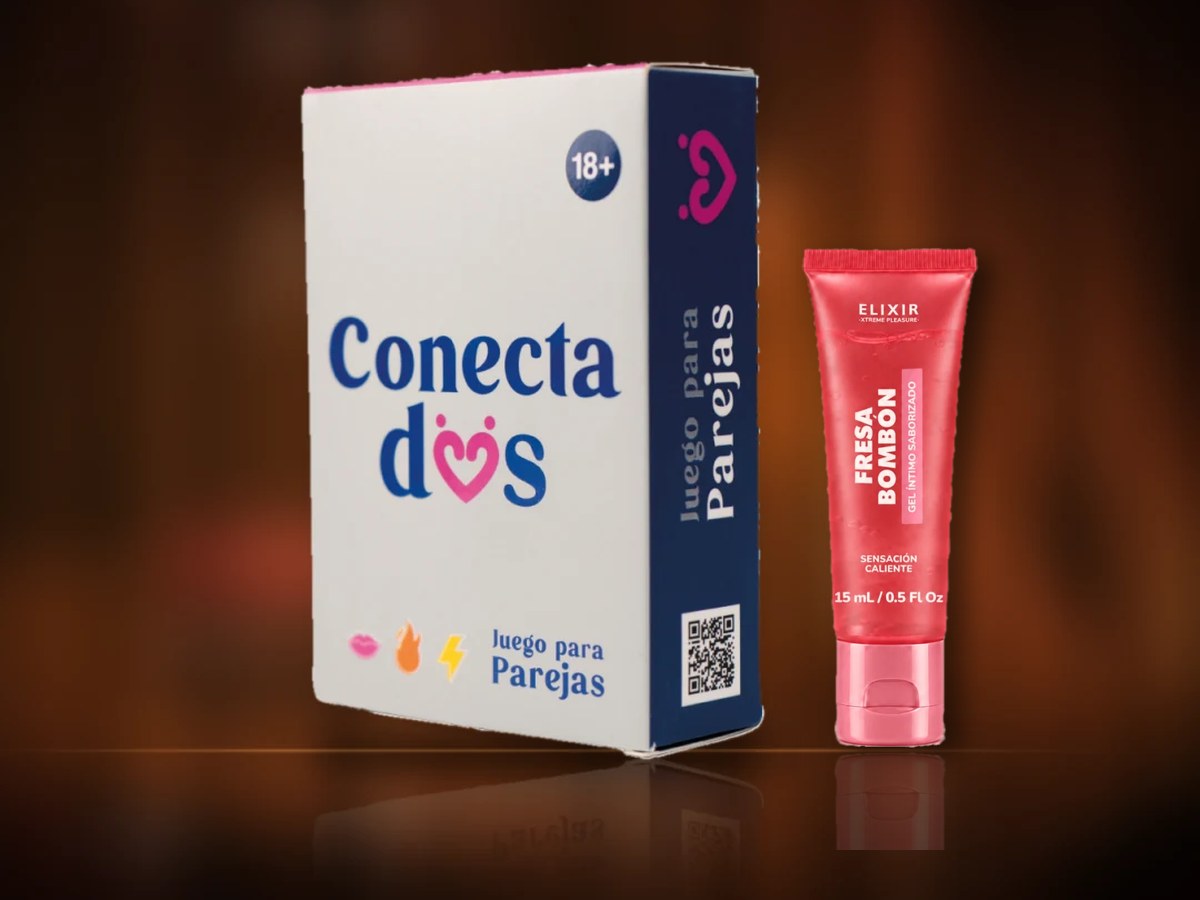 18+
Conecta
dos
Juego para
Parejas
Juego para
Parejas
ELIXIR
XTREME PLEASURE
FRESA
BOMBÓN
GEL ÍNTIMO SABORIZADO
SENSACIÓN
CALIENTE
15 mL / 0.5 Fl Oz